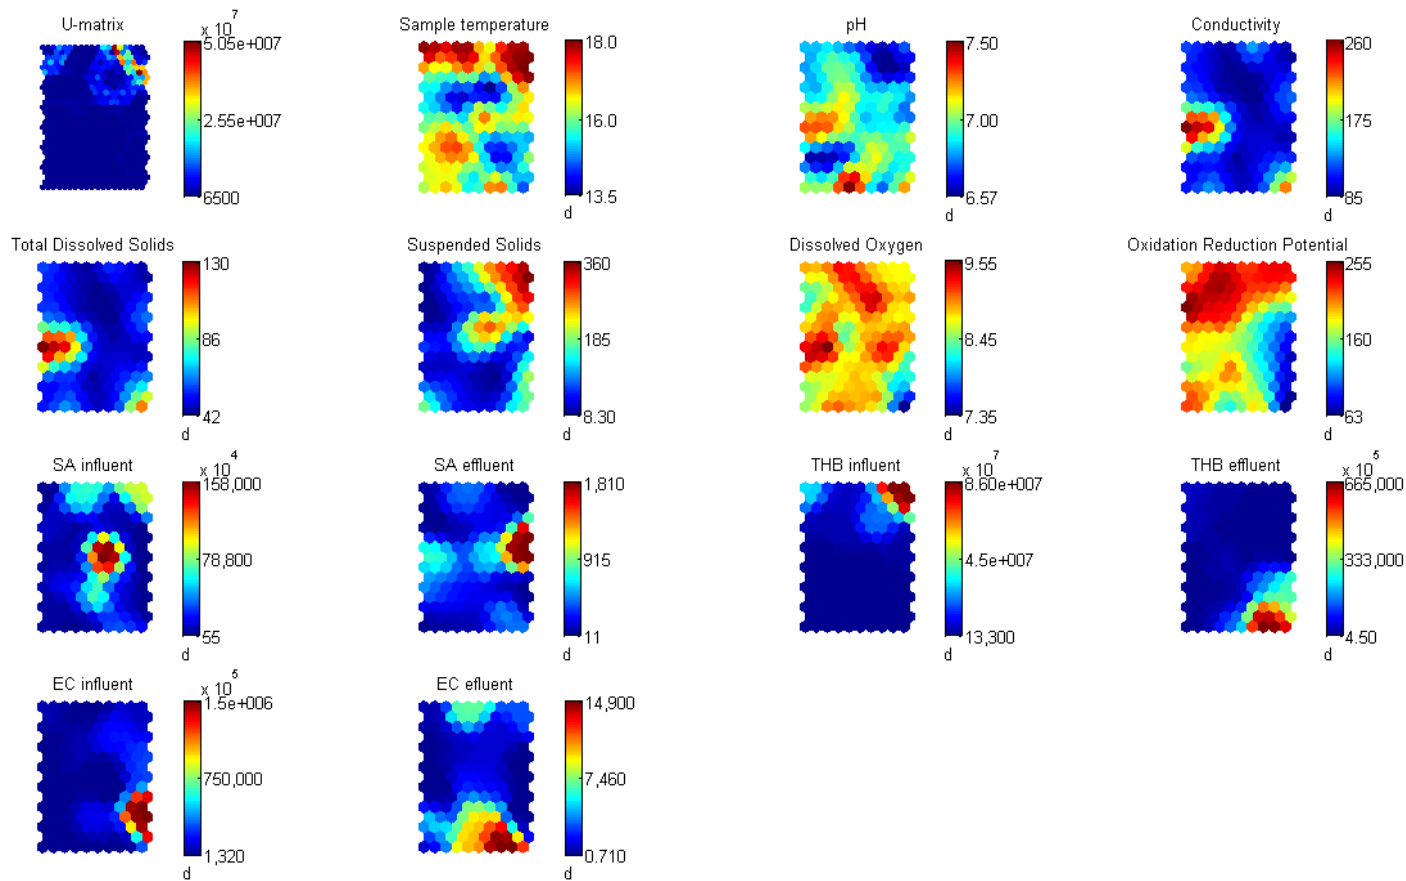 U-matrix
x 10^7
5.05e+007
2.55e+007
6500
Sample temperature
18.0
16.0
13.5
d
pH
7.50
7.00
6.57
d
Conductivity
260
175
85
d
Total Dissolved Solids
130
86
42
d
Suspended Solids
360
185
8.30
d
Dissolved Oxygen
9.55
8.45
7.35
d
Oxidation Reduction Potential
255
160
63
d
SA influent
x 10^4
158,000
78,800
55
d
SA effluent
1,810
915
11
d
THB influent
x 10^7
8.60e+007
4.5e+007
13,300
d
THB effluent
x 10^5
665,000
333,000
4.50
d
EC influent
x 10^5
1.5e+006
750,000
1,320
d
EC efluent
14,900
7,460
0.710
d